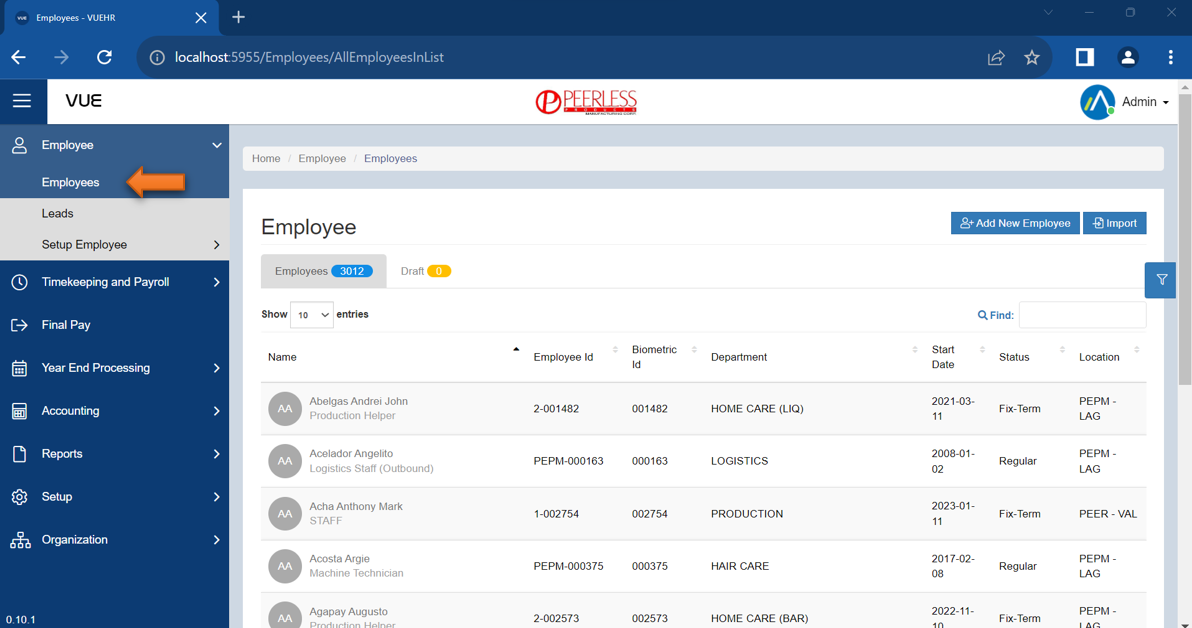 VUE Employees - VUEHR
localhost:5955/Employees/AllEmployeesInList
VUE
PEERLESS
PRODUCTS
MANUFACTURING CORP.
Admin
Employee
Employees
Leads
Setup Employee
Timekeeping and Payroll
Final Pay
Year End Processing
Accounting
Reports
Setup
Organization
0.10.1
Home / Employee / Employees
Employee
Add New Employee Import
Employees 3012 Draft 0
Show 10 entries Find:
Name Employee Id Biometric Id Department Start Date Status Location
AA Abelgas Andrei John 2-001482 001482 HOME CARE (LIQ) 2021-03-11 Fix-Term PEPM - LAG
Production Helper
AA Acelador Angelito PEPM-000163 000163 LOGISTICS 2008-01-02 Regular PEPM - LAG
Logistics Staff (Outbound)
AA Acha Anthony Mark 1-002754 002754 PRODUCTION 2023-01-11 Fix-Term PEER - VAL
STAFF
AA Acosta Argie PEPM-000375 000375 HAIR CARE 2017-02-08 Regular PEPM - LAG
Machine Technician
AA Agapay Augusto 2-002573 002573 HOME CARE (BAR) 2022-11-10 Fix-Term PEPM - LAG
Production Helper